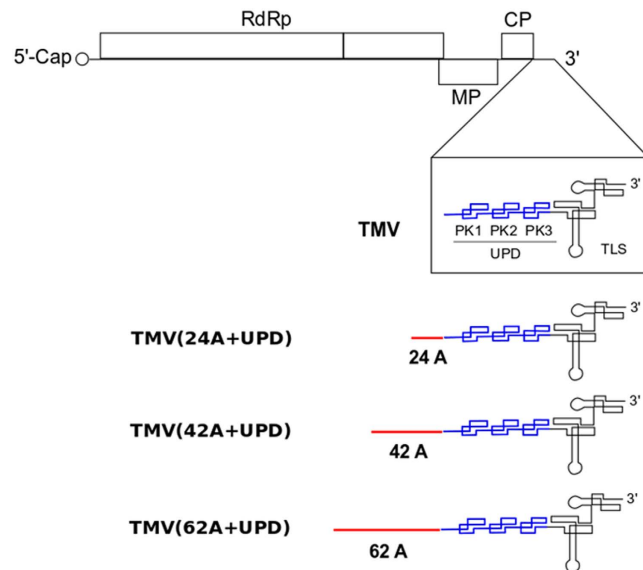 RdRp
CP
5'-Cap
3'
MP
3'
TMV
PK1 PK2 PK3
UPD
TLS
TMV(24A+UPD)
3'
24 A
TMV(42A+UPD)
3'
42 A
TMV(62A+UPD)
3'
62 A